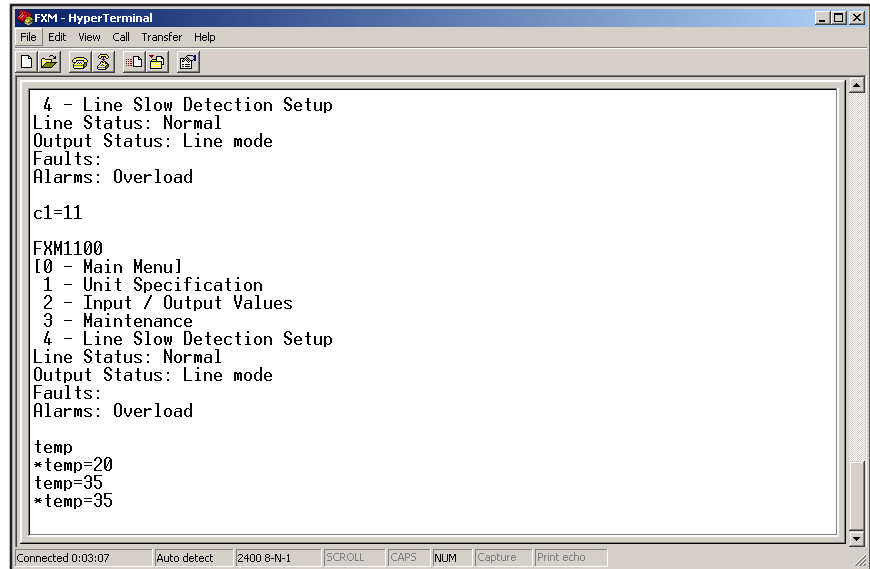 FXM - HyperTerminal
File Edit View Call Transfer Help
4 - Line Slow Detection Setup
Line Status: Normal
Output Status: Line mode
Faults:
Alarms: Overload
c1=11
FXM1100
[0 - Main Menu]
1 - Unit Specification
2 - Input / Output Values
3 - Maintenance
4 - Line Slow Detection Setup
Line Status: Normal
Output Status: Line mode
Faults:
Alarms: Overload
temp
*temp=20
temp=35
*temp=35
Connected 0:03:07 Auto detect 2400 8-N-1 SCROLL CAPS NUM Capture Print echo